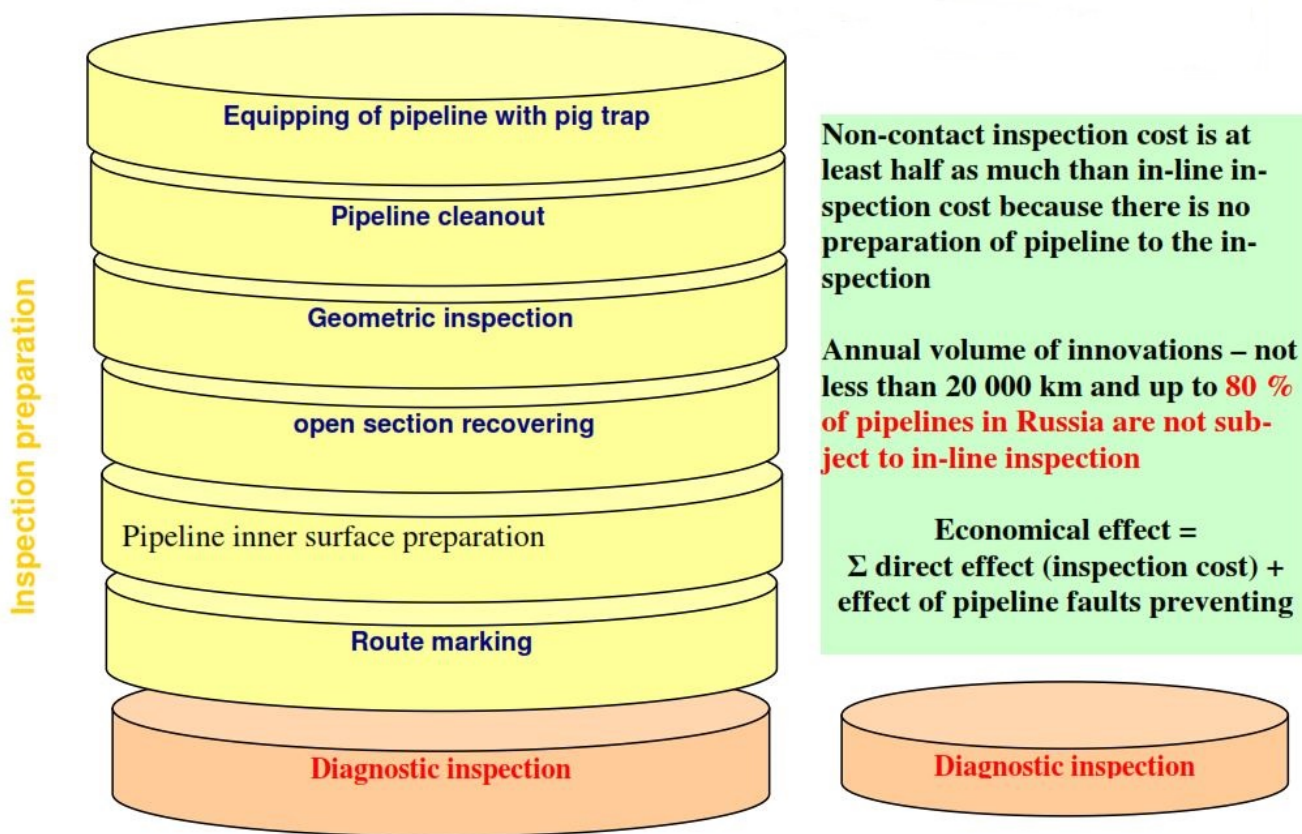 Inspection preparation
Equipping of pipeline with pig trap
Pipeline cleanout
Geometric inspection
open section recovering
Pipeline inner surface preparation
Route marking
Diagnostic inspection
Non-contact inspection cost is at
least half as much than in-line in-
spection cost because there is no
preparation of pipeline to the in-
spection
Annual volume of innovations – not
less than 20 000 km and up to 80 %
of pipelines in Russia are not sub-
ject to in-line inspection
Economical effect =
Σ direct effect (inspection cost) +
effect of pipeline faults preventing
Diagnostic inspection